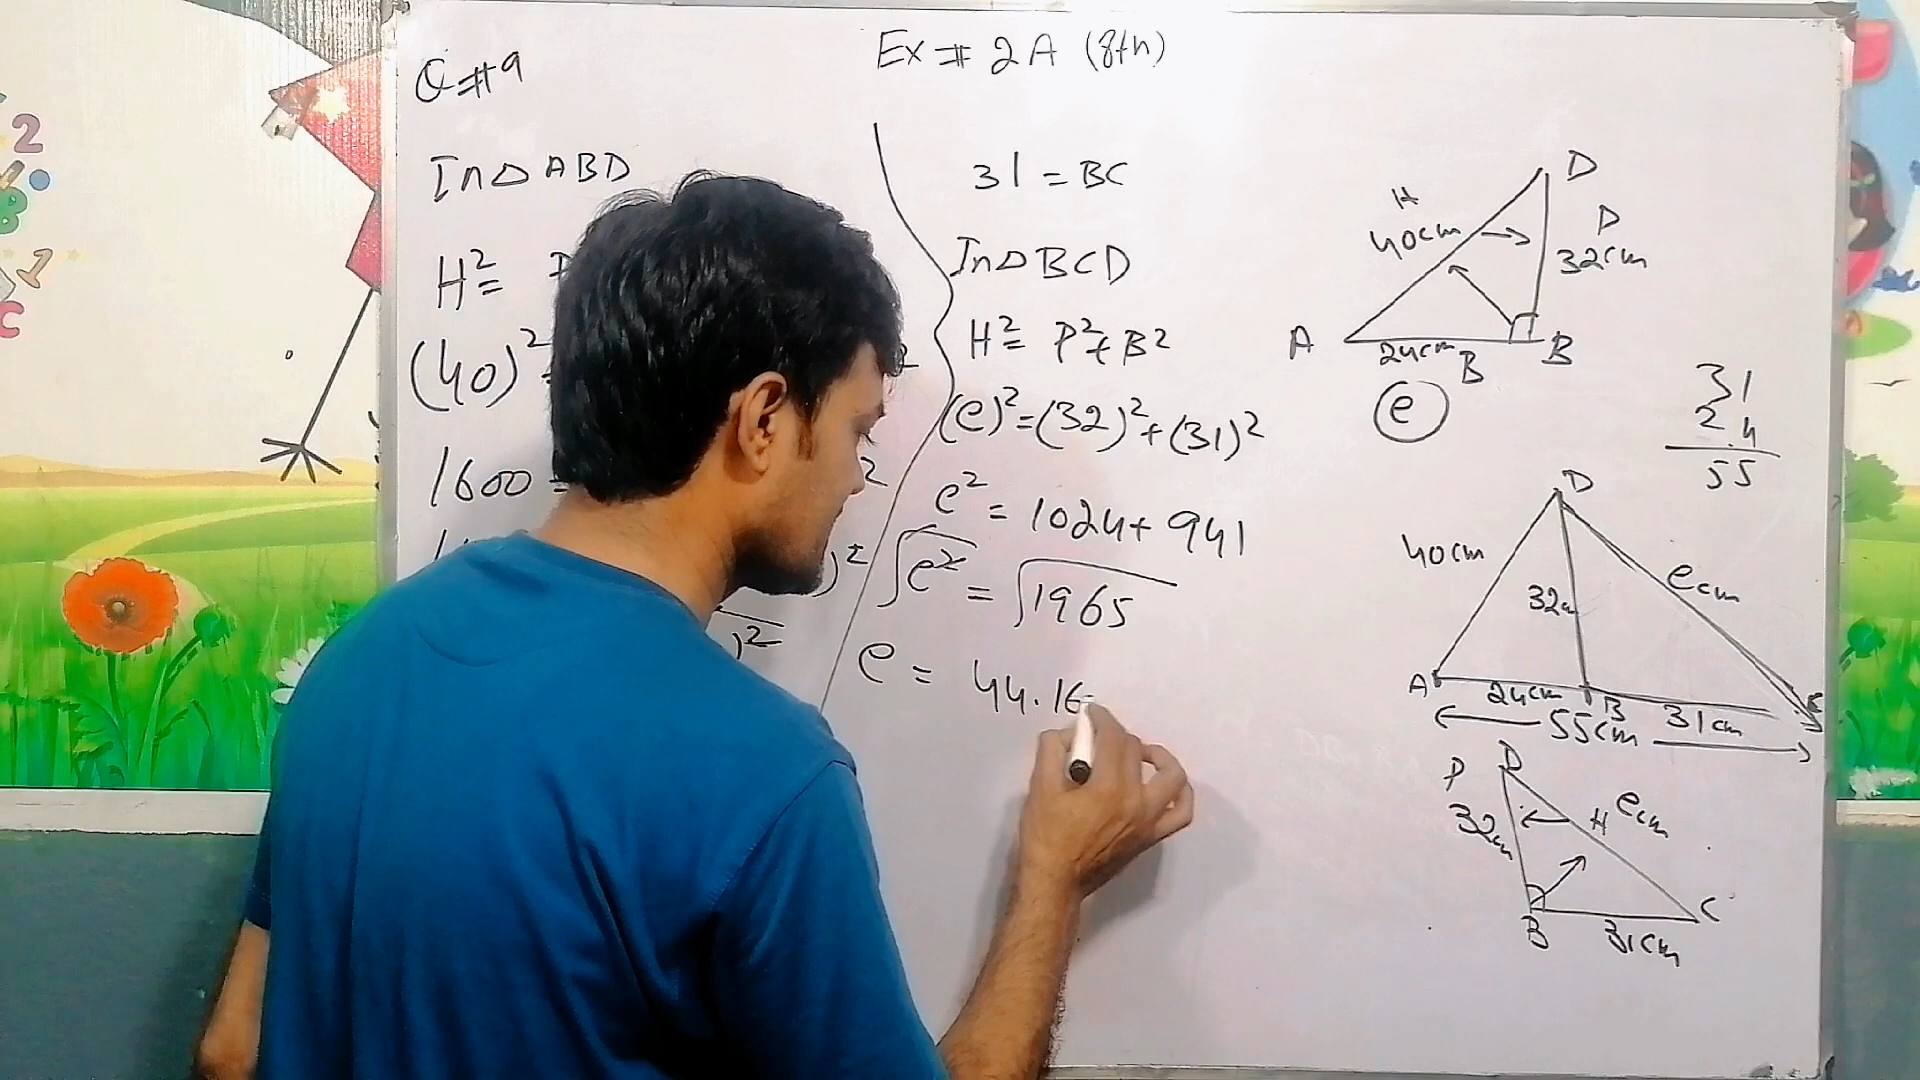 Ex # 2A (8th)
Q#9
In△ ABD
H²=
(40)²
1600 =
31 = BC
In△ BCD
H² = P² + B²
(e)² = (32)² + (31)²
e² = 1024 + 941
√e² = √1965
e = 44.16
D
H
40cm
P
32cm
A
24cm
B
B
e
31
24
55
D
40cm
32c
ecm
A
24cm
B
31cm
55cm
P
D
32cm
H
ecm
B
31cm
C
2
B
1
C